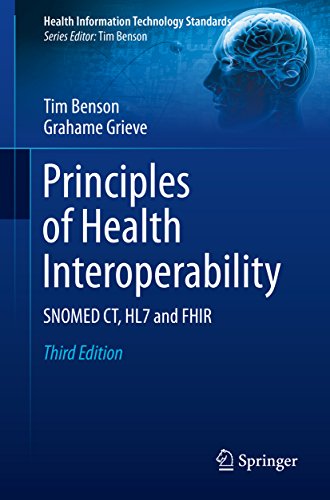 Health Information Technology Standards
Series Editor: Tim Benson
Tim Benson
Grahame Grieve
Principles
of Health
Interoperability
SNOMED CT, HL7 and FHIR
Third Edition
Springer